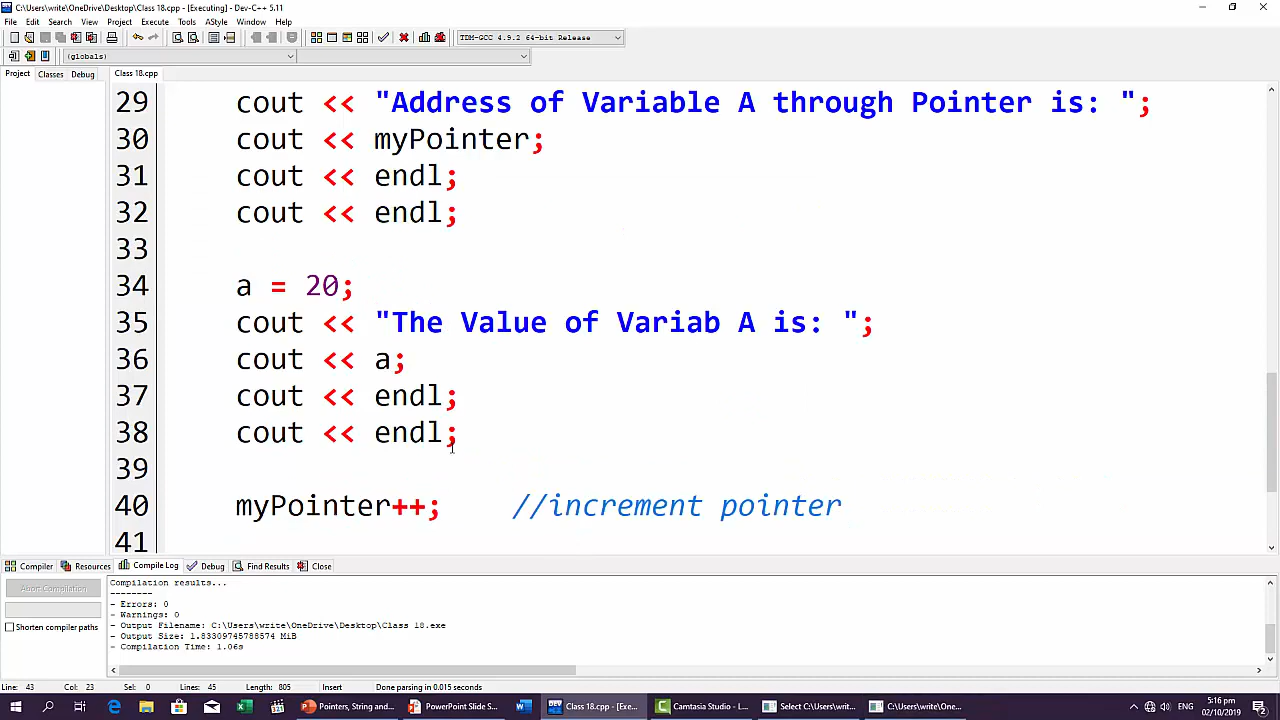 C:\Users\write\OneDrive\Desktop\Class 18.cpp - [Executing] - Dev-C++ 5.11
File Edit Search View Project Execute Tools AStyle Window Help
TDM-GCC 4.9.2 64-bit Release
(globals)
Project Classes Debug Class 18.cpp
29 cout << "Address of Variable A through Pointer is: ";
30 cout << myPointer;
31 cout << endl;
32 cout << endl;
33
34 a = 20;
35 cout << "The Value of Variab A is: ";
36 cout << a;
37 cout << endl;
38 cout << endl;
39
40 myPointer++; //increment pointer
41
Compiler Resources Compile Log Debug Find Results Close
Abort Compilation
Shorten compiler paths
Compilation results...
--------
- Errors: 0
- Warnings: 0
- Output Filename: C:\Users\write\OneDrive\Desktop\Class 18.exe
- Output Size: 1.83309745788574 MiB
- Compilation Time: 1.06s
Line: 43 Col: 23 Sel: 0 Lines: 45 Length: 805 Insert Done parsing in 0.015 seconds
Pointers, String and... PowerPoint Slide S... Class 18.cpp - [Exe... Camtasia Studio - L... Select C:\Users\wri... C:\Users\write\One... ENG 5:16 pm
02/10/2019
2